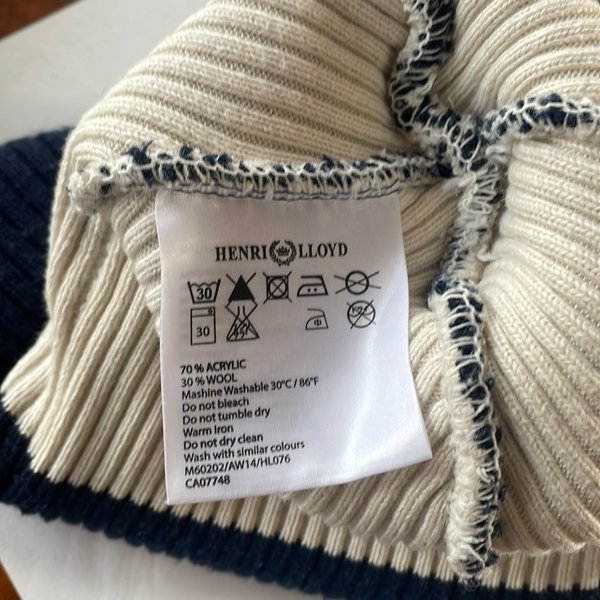 HENRI LLOYD
30
30
70 % ACRYLIC
30 % WOOL
Mashine Washable 30°C / 86°F
Do not bleach
Do not tumble dry
Warm Iron
Do not dry clean
Wash with similar colours
M60202/AW14/HL076
CA07748